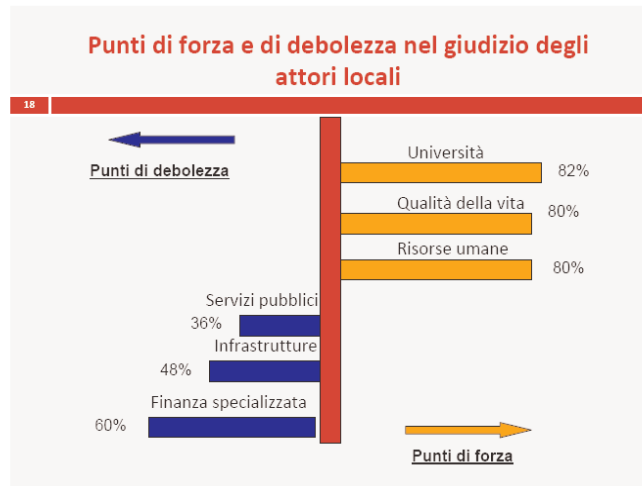 Punti di forza e di debolezza nel giudizio degli
attori locali
18
Punti di debolezza
Università
82%
Qualità della vita
80%
Risorse umane
80%
Servizi pubblici
36%
Infrastrutture
48%
Finanza specializzata
60%
Punti di forza